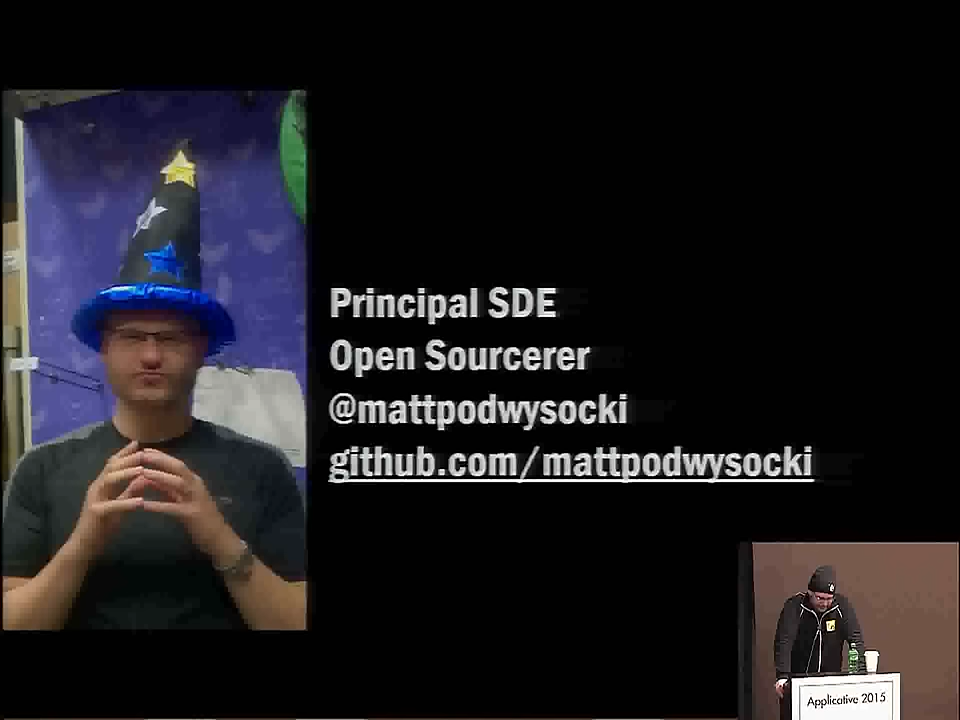 Principal SDE
Open Sourcerer
@mattpodwysocki
github.com/mattpodwysocki
Applicative 2015